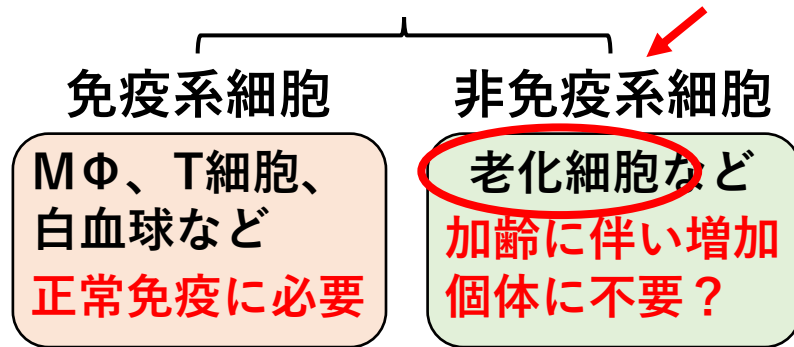 免疫系細胞
非免疫系細胞
MΦ、T細胞、
白血球など
正常免疫に必要
老化細胞など
加齢に伴い増加
個体に不要？